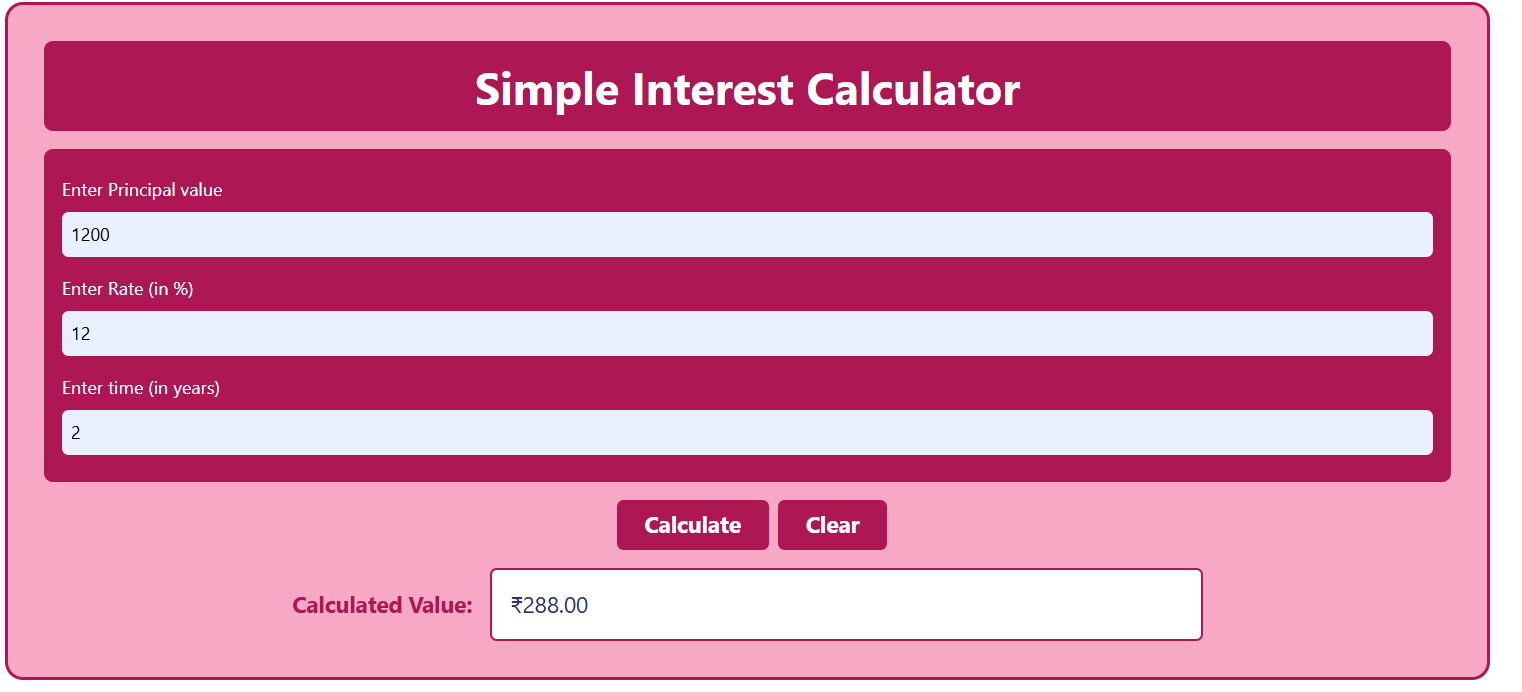 Simple Interest Calculator
Enter Principal value
1200
Enter Rate (in %)
12
Enter time (in years)
2
Calculate Clear
Calculated Value: ₹288.00